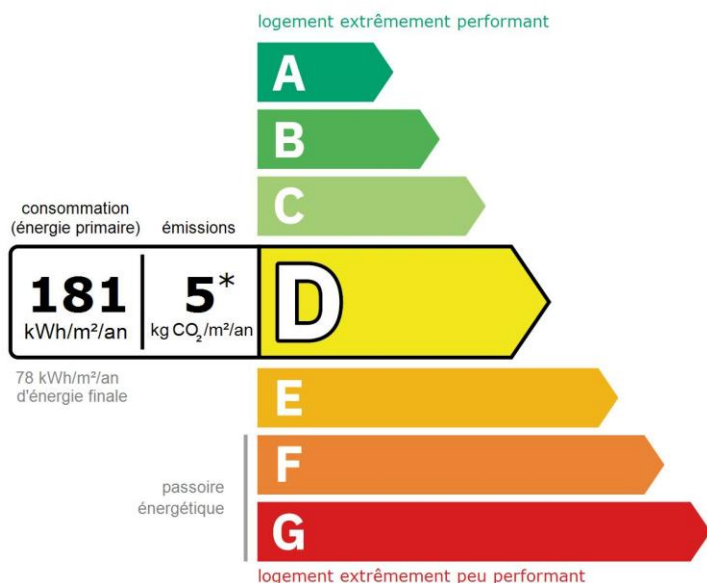 logement extrêmement performant
A
B
C
consommation
(énergie primaire)
émissions
181
kWh/m²/an
5*
kg CO₂/m²/an
D
78 kWh/m²/an
d'énergie finale
E
passoire
énergétique
F
G
logement extrêmement peu performant